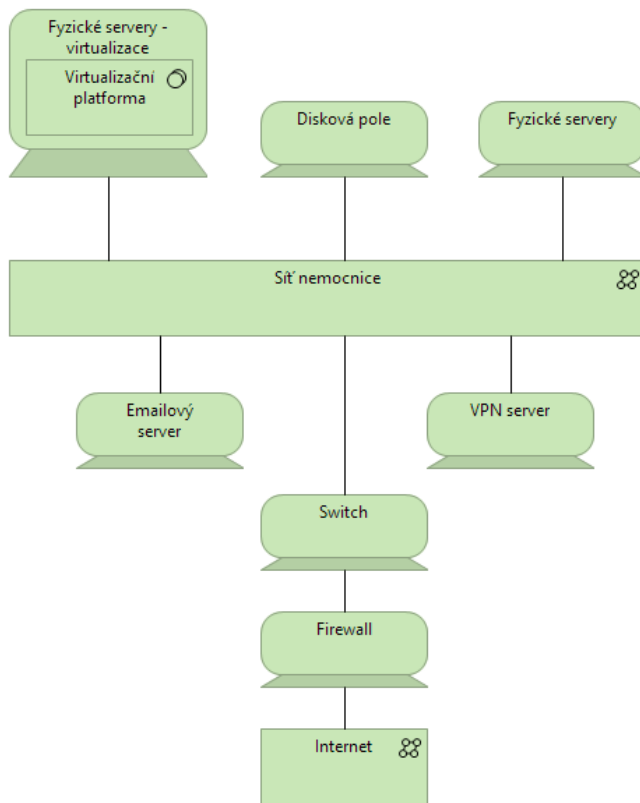 Fyzické servery -
virtualizace
Virtualizační
platforma
Disková pole
Fyzické servery
Síť nemocnice
Emailový
server
VPN server
Switch
Firewall
Internet